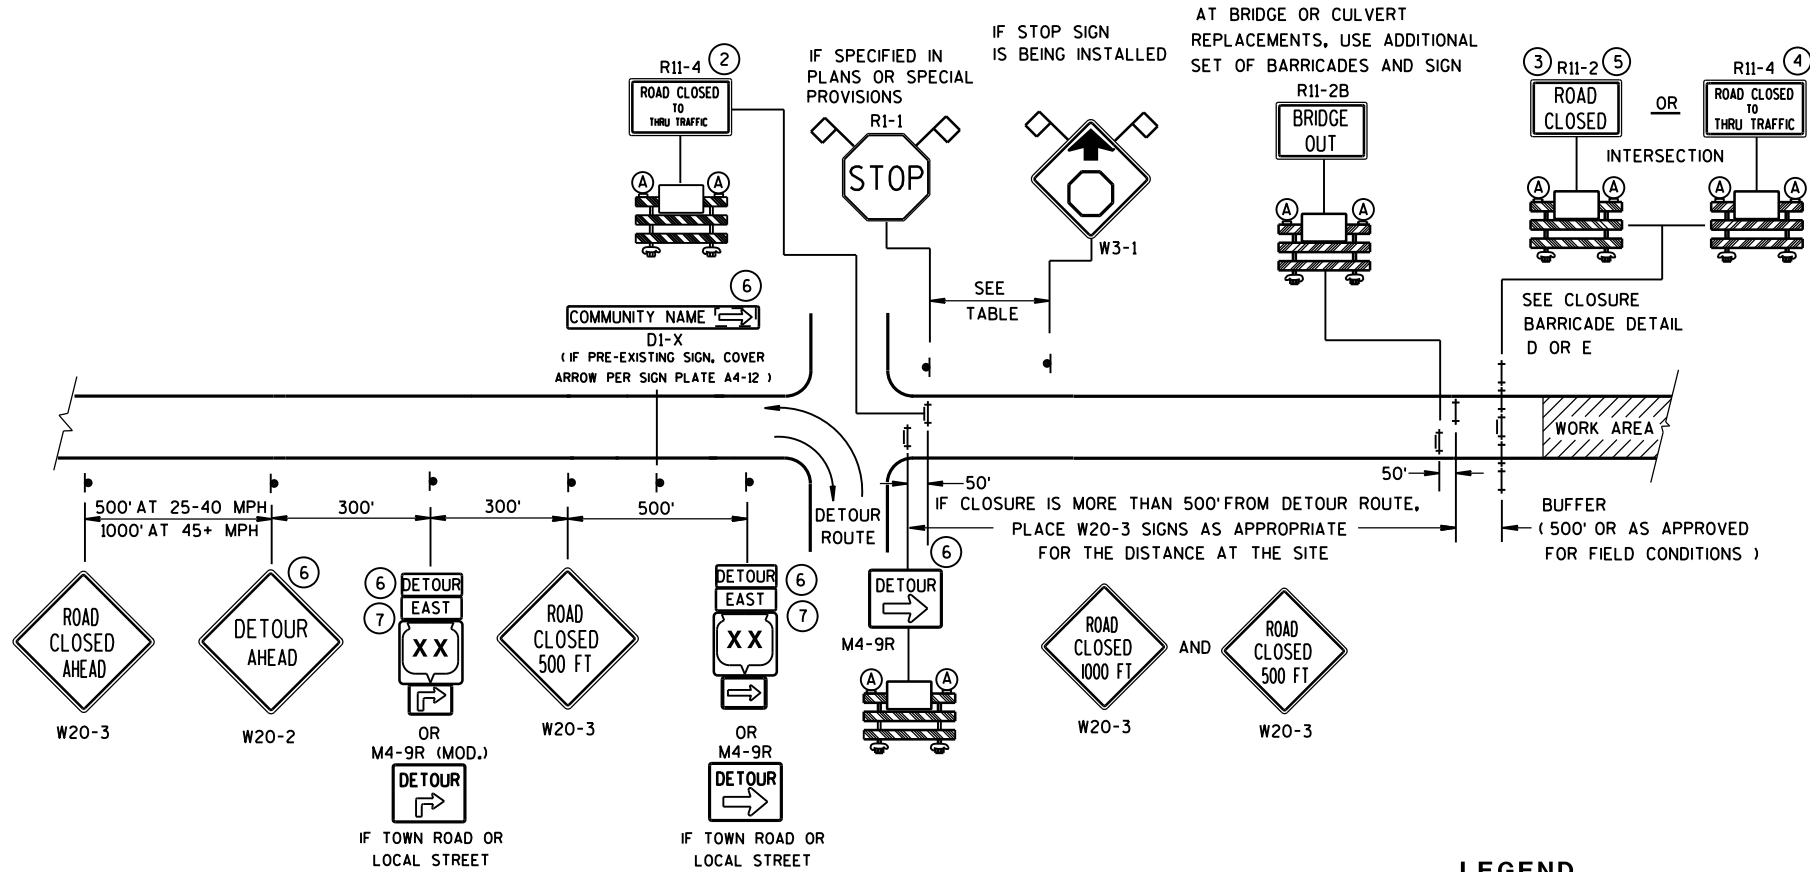 R11-4 2
ROAD CLOSED
TO
THRU TRAFFIC
A A
IF SPECIFIED IN
PLANS OR SPECIAL
PROVISIONS
R1-1
STOP
IF STOP SIGN
IS BEING INSTALLED
W3-1
SEE
TABLE
AT BRIDGE OR CULVERT
REPLACEMENTS, USE ADDITIONAL
SET OF BARRICADES AND SIGN
R11-2B
BRIDGE
OUT
A A
3 R11-2 5
ROAD
CLOSED
OR
R11-4 4
ROAD CLOSED
TO
THRU TRAFFIC
INTERSECTION
A A
A A
SEE CLOSURE
BARRICADE DETAIL
D OR E
6
COMMUNITY NAME
D1-X
(IF PRE-EXISTING SIGN, COVER
ARROW PER SIGN PLATE A4-12 )
WORK AREA
500' AT 25-40 MPH
1000' AT 45+ MPH
300'
300'
500'
DETOUR
ROUTE
50'
50'
IF CLOSURE IS MORE THAN 500' FROM DETOUR ROUTE,
PLACE W20-3 SIGNS AS APPROPRIATE
FOR THE DISTANCE AT THE SITE
BUFFER
( 500' OR AS APPROVED
FOR FIELD CONDITIONS )
ROAD
CLOSED
AHEAD
W20-3
6
DETOUR
AHEAD
W20-2
6
7
DETOUR
EAST
XX
OR
M4-9R (MOD.)
DETOUR
IF TOWN ROAD OR
LOCAL STREET
ROAD
CLOSED
500 FT
W20-3
DETOUR
EAST
XX
6
7
OR
M4-9R
DETOUR
IF TOWN ROAD OR
LOCAL STREET
6
DETOUR
M4-9R
A A
ROAD
CLOSED
1000 FT
W20-3
AND
ROAD
CLOSED
500 FT
W20-3
LEGEND